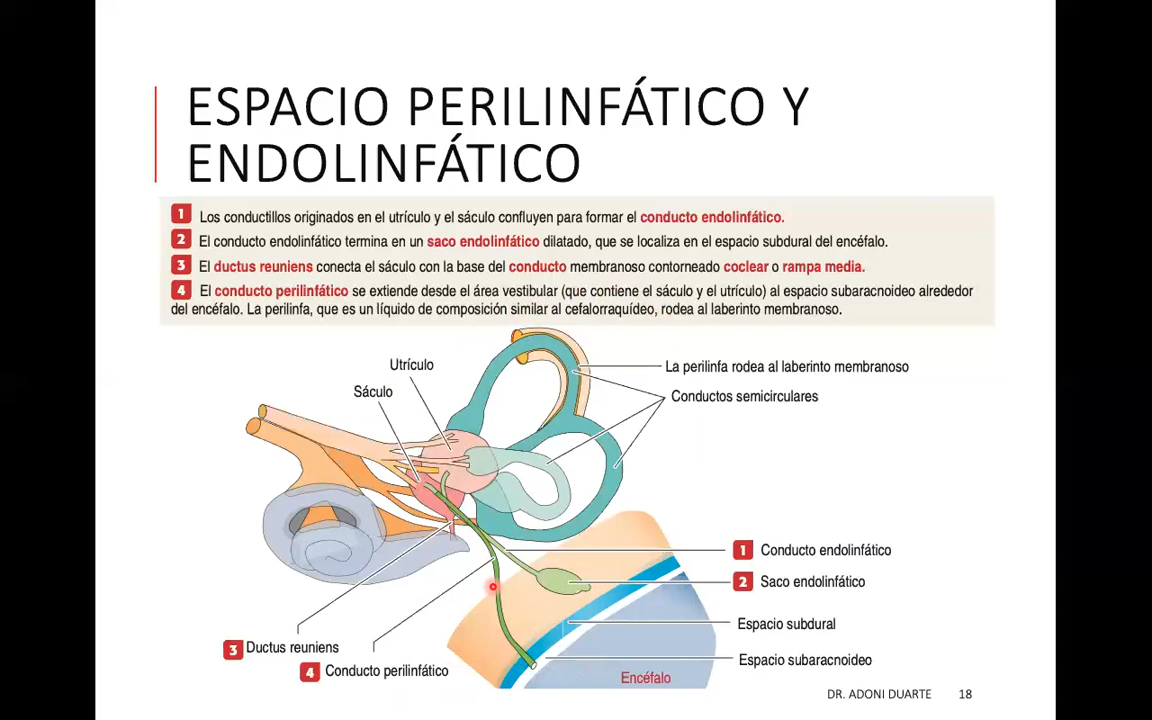 ESPACIO PERILINFÁTICO Y
ENDOLINFÁTICO
1 Los conductillos originados en el utrículo y el sáculo confluyen para formar el conducto endolinfático.
2 El conducto endolinfático termina en un saco endolinfático dilatado, que se localiza en el espacio subdural del encéfalo.
3 El ductus reuniens conecta el sáculo con la base del conducto membranoso contorneado coclear o rampa media.
4 El conducto perilinfático se extiende desde el área vestibular (que contiene el sáculo y el utrículo) al espacio subaracnoideo alrededor
del encéfalo. La perilinfa, que es un líquido de composición similar al cefalorraquídeo, rodea al laberinto membranoso.
Utrículo
Sáculo
La perilinfa rodea al laberinto membranoso
Conductos semicirculares
1 Conducto endolinfático
2 Saco endolinfático
Espacio subdural
3 Ductus reuniens
Espacio subaracnoideo
4 Conducto perilinfático
Encéfalo
DR. ADONI DUARTE 18